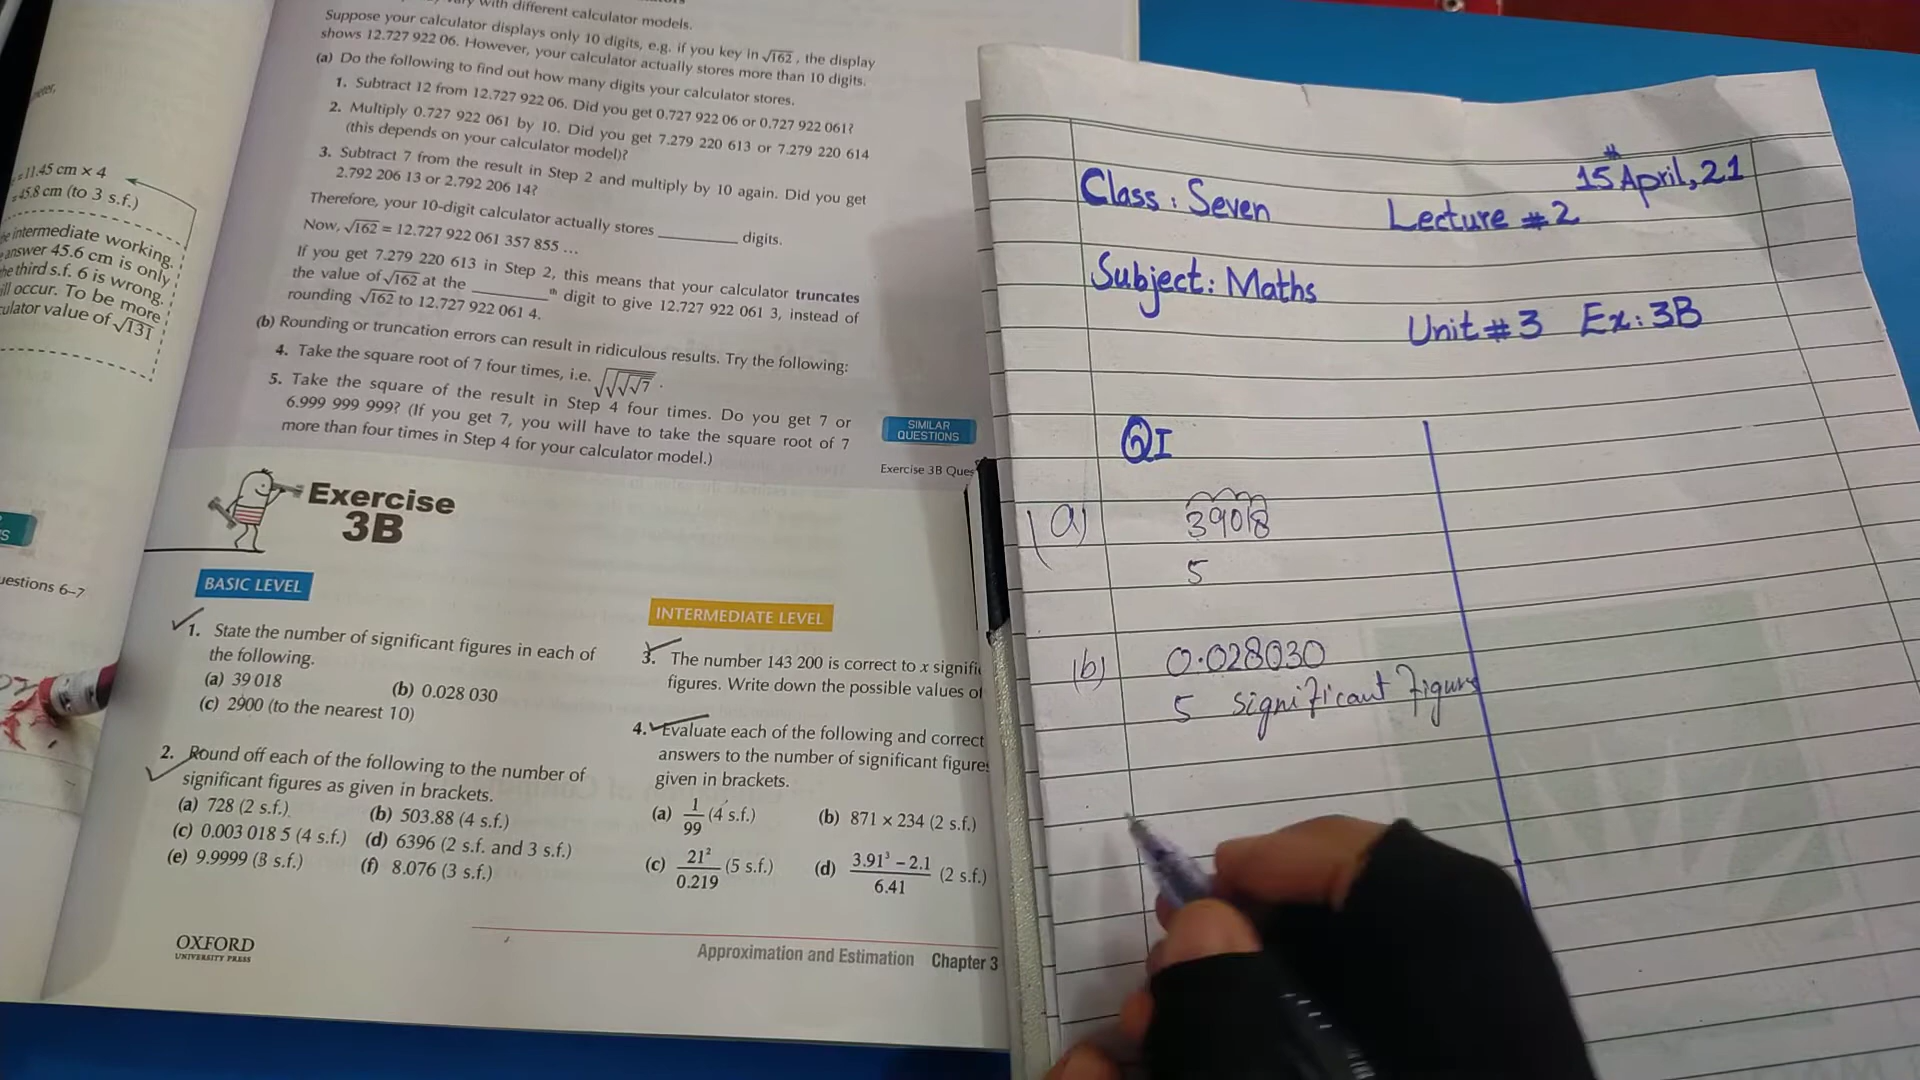 with different calculator models.
Suppose your calculator displays only 10 digits, e.g. if you key in √162, the display
shows 12.727 922 06. However, your calculator actually stores more than 10 digits.
(a) Do the following to find out how many digits your calculator stores.
1. Subtract 12 from 12.727 922 06. Did you get 0.727 922 06 or 0.727 922 061?
2. Multiply 0.727 922 061 by 10. Did you get 7.279 220 613 or 7.279 220 614
(this depends on your calculator model)?
3. Subtract 7 from the result in Step 2 and multiply by 10 again. Did you get
2.792 206 13 or 2.792 206 14?
Therefore, your 10-digit calculator actually stores ________ digits.
Now, √162 = 12.727 922 061 357 855 ...
If you get 7.279 220 613 in Step 2, this means that your calculator truncates
the value of √162 at the ________ th digit to give 12.727 922 061 3, instead of
rounding √162 to 12.727 922 061 4.
(b) Rounding or truncation errors can result in ridiculous results. Try the following:
4. Take the square root of 7 four times, i.e. √√√√7.
5. Take the square of the result in Step 4 four times. Do you get 7 or
6.999 999 999? (If you get 7, you will have to take the square root of 7
more than four times in Step 4 for your calculator model.)
SIMILAR
QUESTIONS
Exercise 3B
= 11.45 cm × 4
= 45.8 cm (to 3 s.f.)
intermediate working.
answer 45.6 cm is only
third s.f. 6 is wrong.
occur. To be more
value of √131
6–7
Exercise
3B
BASIC LEVEL
1. State the number of significant figures in each of
the following.
(a) 39 018 (b) 0.028 030
(c) 2900 (to the nearest 10)
2. Round off each of the following to the number of
significant figures as given in brackets.
(a) 728 (2 s.f.) (b) 503.88 (4 s.f.)
(c) 0.003 018 5 (4 s.f.) (d) 6396 (2 s.f. and 3 s.f.)
(e) 9.9999 (3 s.f.) (f) 8.076 (3 s.f.)
INTERMEDIATE LEVEL
3. The number 143 200 is correct to x
figures. Write down the possible values
4. Evaluate each of the following and correct
answers to the number of significant
given in brackets.
(a) 1/99 (4 s.f.) (b) 871 × 234 (2 s.f.)
(c) 21²/0.219 (5 s.f.) (d) 3.91³ – 2.1/6.41 (2 s.f.)
OXFORD
UNIVERSITY PRESS
Approximation and Estimation Chapter 3
15 April, 21
Class: Seven Lecture #2
Subject: Maths
Unit #3 Ex: 3B
Q1
(a) 39018
5
(b) 0.028030
5 significant figure